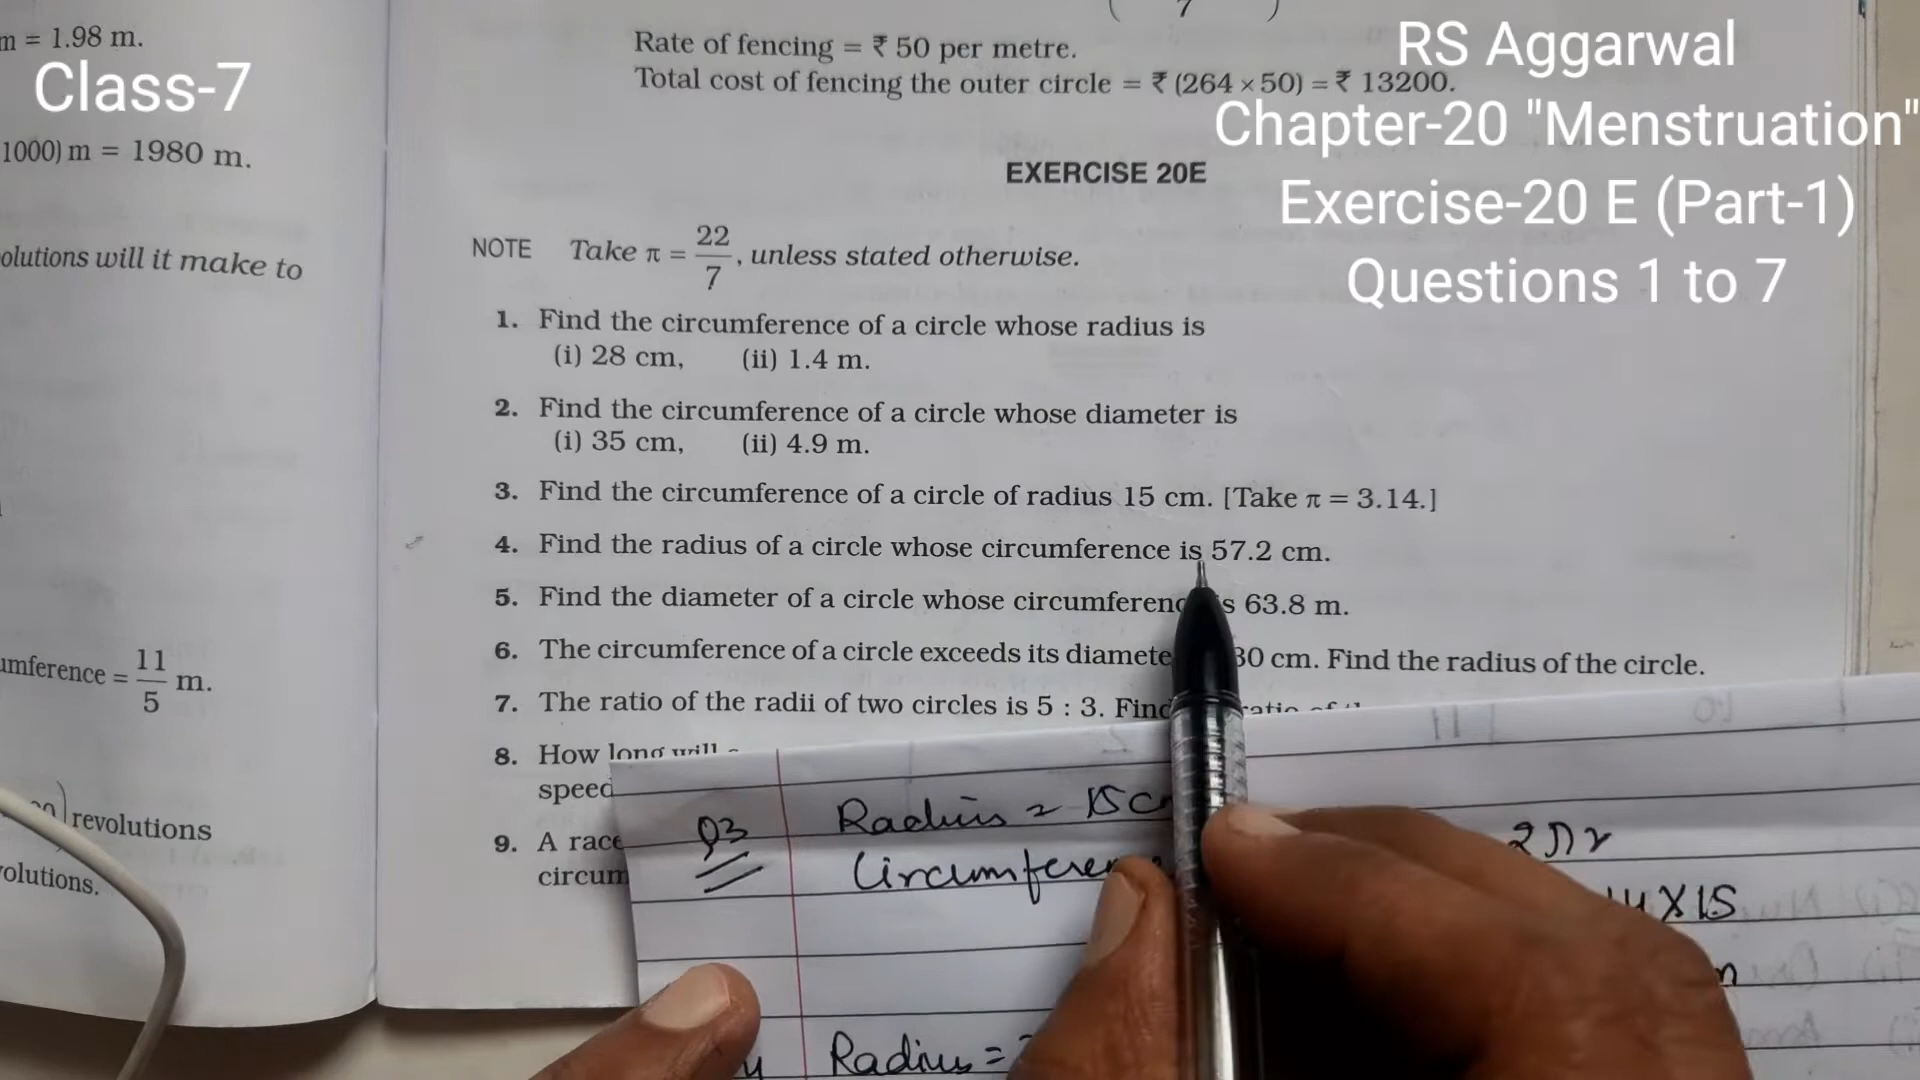 m = 1.98 m.
Class-7
1000) m = 1980 m.
olutions will it make to
umference = 11/5 m.
revolutions
olutions.
7
Rate of fencing = ₹ 50 per metre.
Total cost of fencing the outer circle = ₹ (264 × 50) = ₹ 13200.
RS Aggarwal
Chapter-20 "Menstruation"
Exercise-20 E (Part-1)
Questions 1 to 7
EXERCISE 20E
NOTE Take π = 22/7, unless stated otherwise.
1. Find the circumference of a circle whose radius is
(i) 28 cm, (ii) 1.4 m.
2. Find the circumference of a circle whose diameter is
(i) 35 cm, (ii) 4.9 m.
3. Find the circumference of a circle of radius 15 cm. [Take π = 3.14.]
4. Find the radius of a circle whose circumference is 57.2 cm.
5. Find the diameter of a circle whose circumferenc s 63.8 m.
6. The circumference of a circle exceeds its diamete 30 cm. Find the radius of the circle.
7. The ratio of the radii of two circles is 5 : 3. Find
8. How long will
speed
9. A race
circum
Q3 Radius = 15 c
Circumferen 2πr
4 × 15
Radius =